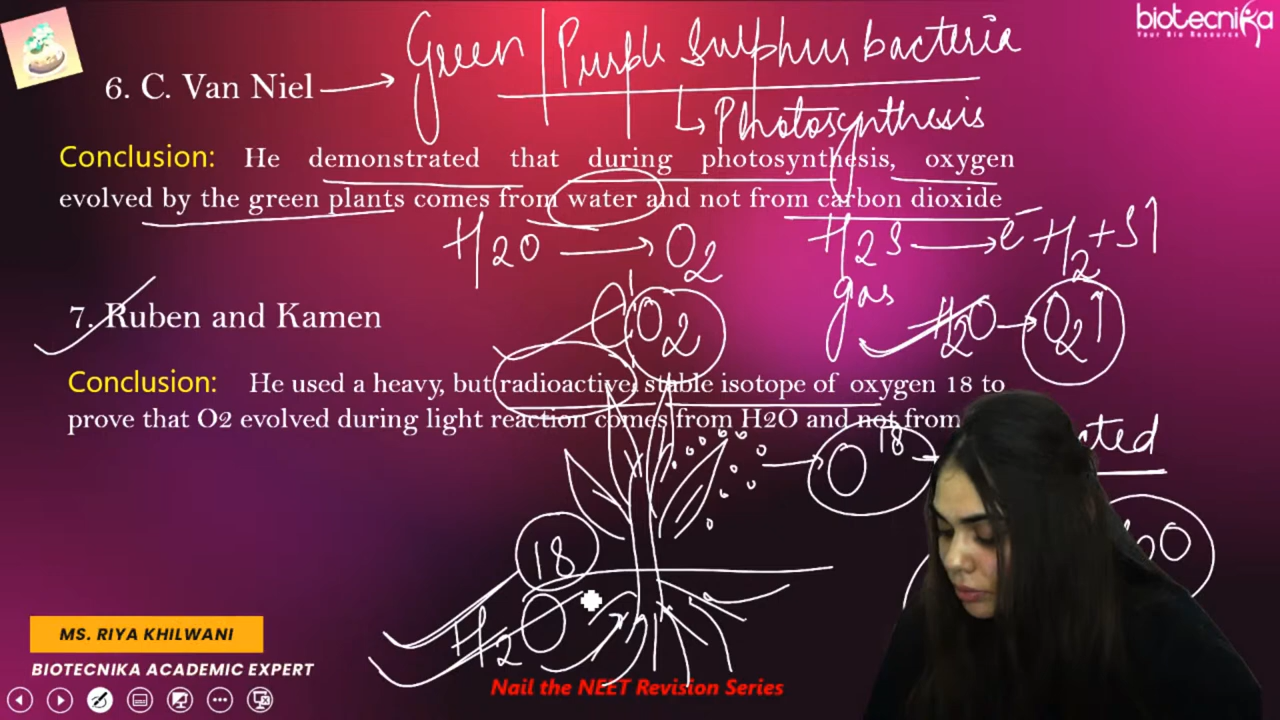 biotecnika
Your Bio Resource
Green / Purple Sulphur bacteria
6. C. Van Niel
Photosynthesis
Conclusion: He demonstrated that during photosynthesis, oxygen
evolved by the green plants comes from water and not from carbon dioxide
H2O → O2
H2S → e- H2 + S↑
gas
H2O → O2↑
7. Ruben and Kamen
CO2
Conclusion: He used a heavy, but radioactive, stable isotope of oxygen 18 to
prove that O2 evolved during light reaction comes from H2O and not from
O18
18
H2O
MS. RIYA KHILWANI
BIOTECNIKA ACADEMIC EXPERT
Nail the NEET Revision Series